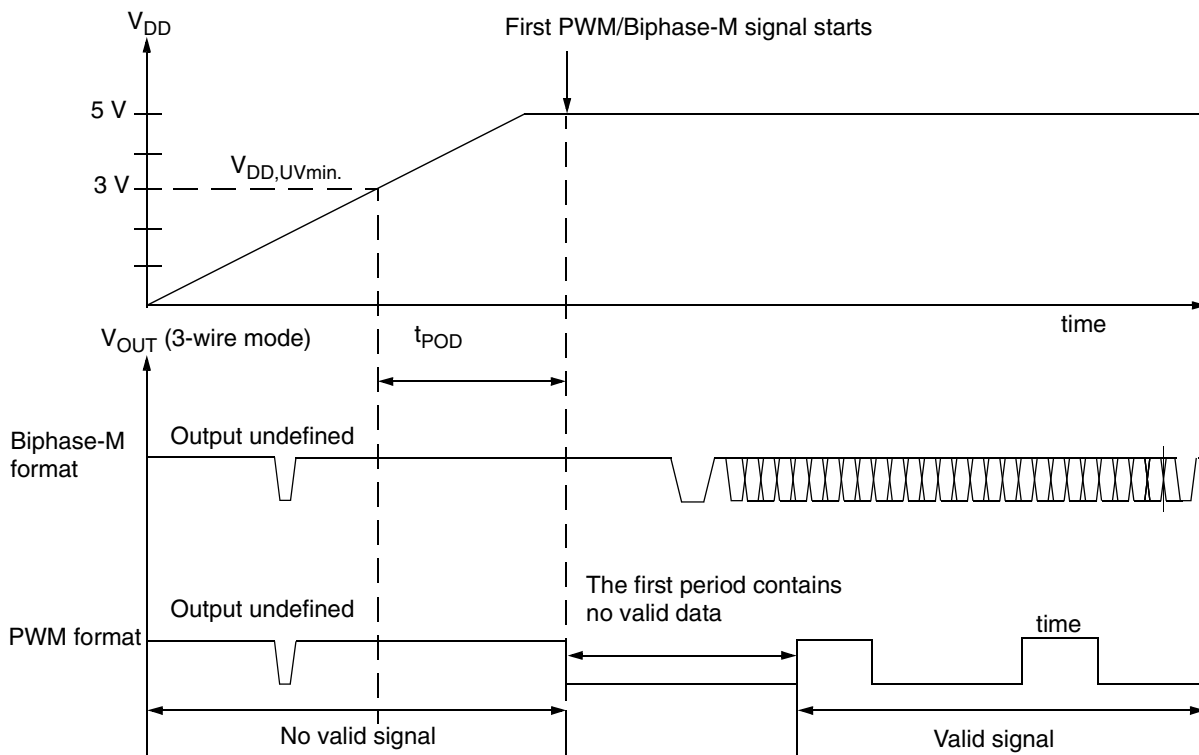 V_DD
First PWM/Biphase-M signal starts
5 V
V_DD,UVmin.
3 V
time
V_OUT (3-wire mode)
t_POD
Biphase-M
format
Output undefined
The first period contains
no valid data
Output undefined
PWM format
time
No valid signal
Valid signal